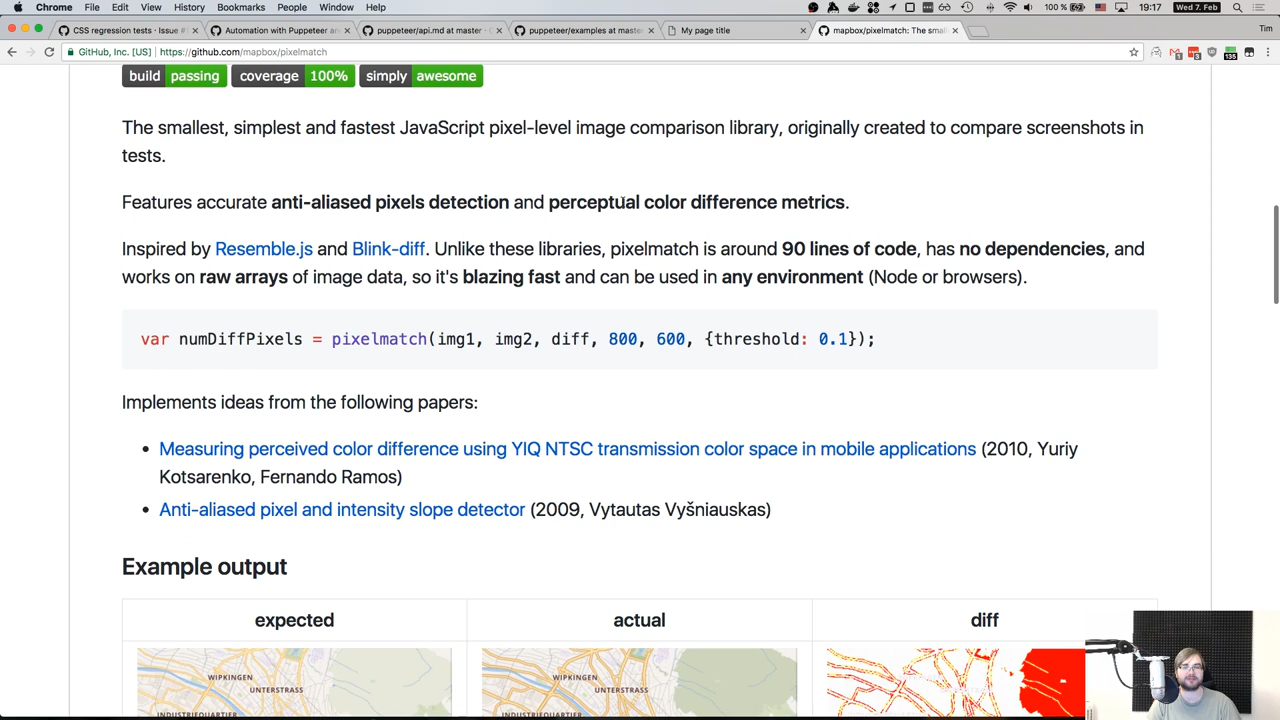 Chrome File Edit View History Bookmarks People Window Help 100 % Wed 7. Feb 19:17
CSS regression tests · Issue # Automation with Puppeteer an puppeteer/api.md at master · puppeteer/examples at maste My page title mapbox/pixelmatch: The small Tim
GitHub, Inc. [US] https://github.com/mapbox/pixelmatch
build passing coverage 100% simply awesome
The smallest, simplest and fastest JavaScript pixel-level image comparison library, originally created to compare screenshots in
tests.
Features accurate anti-aliased pixels detection and perceptual color difference metrics.
Inspired by Resemble.js and Blink-diff. Unlike these libraries, pixelmatch is around 90 lines of code, has no dependencies, and
works on raw arrays of image data, so it's blazing fast and can be used in any environment (Node or browsers).
var numDiffPixels = pixelmatch(img1, img2, diff, 800, 600, {threshold: 0.1});
Implements ideas from the following papers:
• Measuring perceived color difference using YIQ NTSC transmission color space in mobile applications (2010, Yuriy
Kotsarenko, Fernando Ramos)
• Anti-aliased pixel and intensity slope detector (2009, Vytautas Vyšniauskas)
Example output
expected actual diff
WIPKINGEN WIPKINGEN
UNTERSTRASS UNTERSTRASS
INDUSTRIEQUARTIER INDUSTRIEQUARTIER